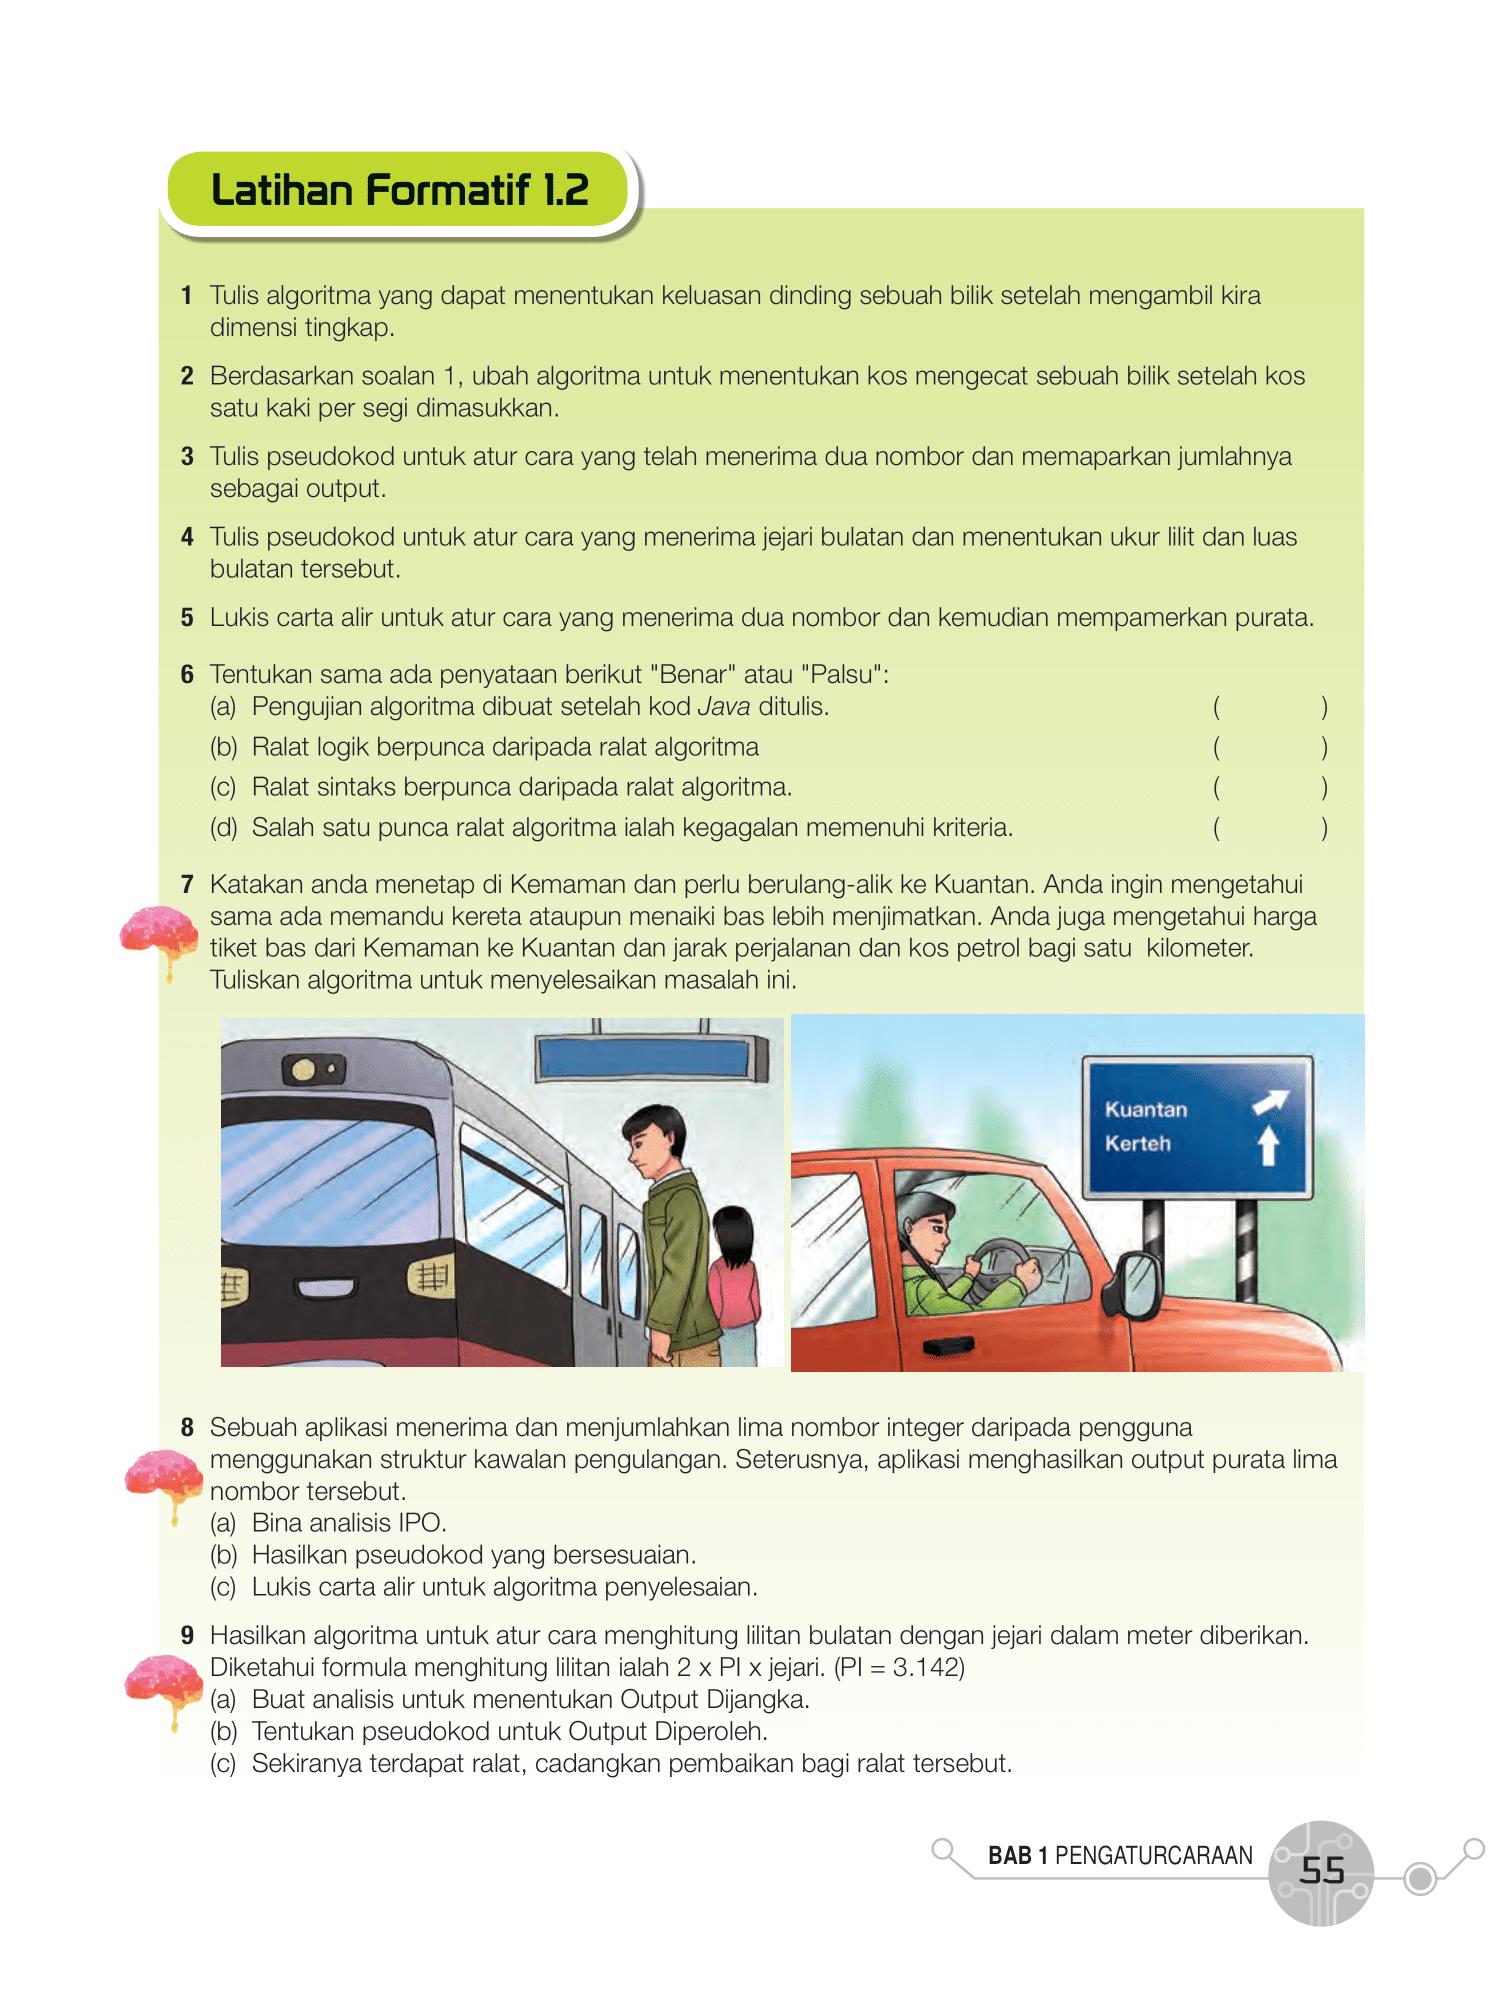 Latihan Formatif 1.2
1 Tulis algoritma yang dapat menentukan keluasan dinding sebuah bilik setelah mengambil kira
dimensi tingkap.
2 Berdasarkan soalan 1, ubah algoritma untuk menentukan kos mengecat sebuah bilik setelah kos
satu kaki per segi dimasukkan.
3 Tulis pseudokod untuk atur cara yang telah menerima dua nombor dan memaparkan jumlahnya
sebagai output.
4 Tulis pseudokod untuk atur cara yang menerima jejari bulatan dan menentukan ukur lilit dan luas
bulatan tersebut.
5 Lukis carta alir untuk atur cara yang menerima dua nombor dan kemudian mempamerkan purata.
6 Tentukan sama ada penyataan berikut "Benar" atau "Palsu":
(a) Pengujian algoritma dibuat setelah kod Java ditulis. ( )
(b) Ralat logik berpunca daripada ralat algoritma ( )
(c) Ralat sintaks berpunca daripada ralat algoritma. ( )
(d) Salah satu punca ralat algoritma ialah kegagalan memenuhi kriteria. ( )
7 Katakan anda menetap di Kemaman dan perlu berulang-alik ke Kuantan. Anda ingin mengetahui
sama ada memandu kereta ataupun menaiki bas lebih menjimatkan. Anda juga mengetahui harga
tiket bas dari Kemaman ke Kuantan dan jarak perjalanan dan kos petrol bagi satu kilometer.
Tuliskan algoritma untuk menyelesaikan masalah ini.
Kuantan
Kerteh
8 Sebuah aplikasi menerima dan menjumlahkan lima nombor integer daripada pengguna
menggunakan struktur kawalan pengulangan. Seterusnya, aplikasi menghasilkan output purata lima
nombor tersebut.
(a) Bina analisis IPO.
(b) Hasilkan pseudokod yang bersesuaian.
(c) Lukis carta alir untuk algoritma penyelesaian.
9 Hasilkan algoritma untuk atur cara menghitung lilitan bulatan dengan jejari dalam meter diberikan.
Diketahui formula menghitung lilitan ialah 2 x PI x jejari. (PI = 3.142)
(a) Buat analisis untuk menentukan Output Dijangka.
(b) Tentukan pseudokod untuk Output Diperoleh.
(c) Sekiranya terdapat ralat, cadangkan pembaikan bagi ralat tersebut.
BAB 1 PENGATURCARAAN 55